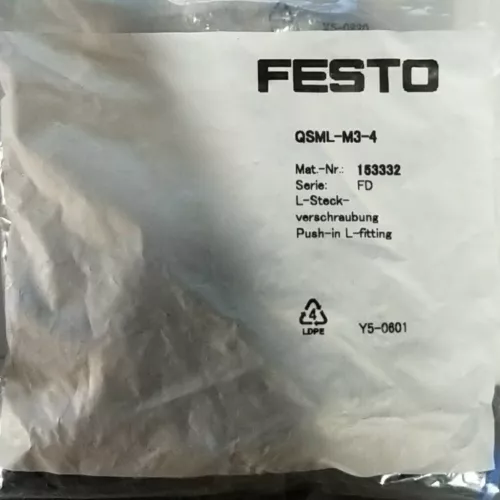 FESTO
QSML-M3-4
Mat.-Nr.: 153332
Serie: FD
L-Steck-
verschraubung
Push-in L-fitting
4
LDPE
Y5-0601